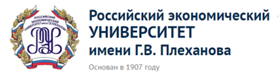 Российский экономический
УНИВЕРСИТЕТ
имени Г.В. Плеханова
Основан в 1907 году